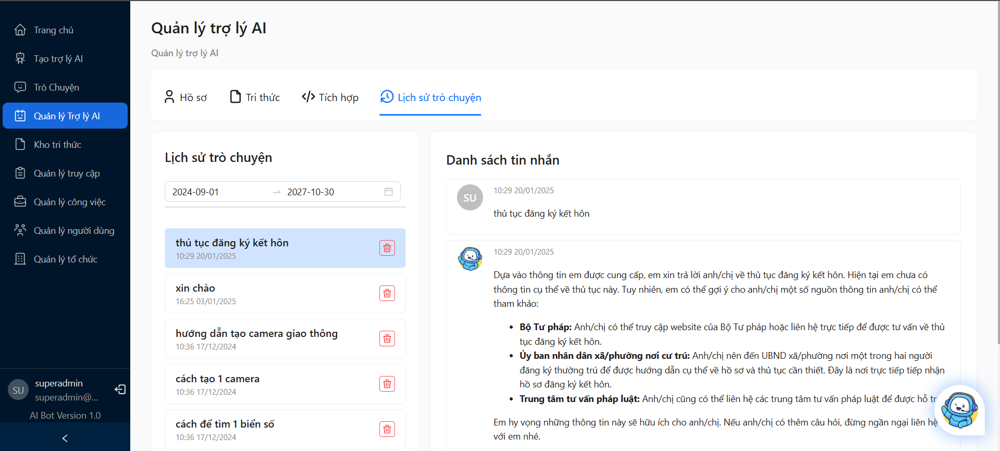 Trang chủ
Tạo trợ lý AI
Trò Chuyện
Quản lý Trợ lý AI
Kho tri thức
Quản lý truy cập
Quản lý công việc
Quản lý người dùng
Quản lý tổ chức
SU
superadmin
superadmin@...
AI Bot Version 1.0
Quản lý trợ lý AI
Quản lý trợ lý AI
Hồ sơ
Tri thức
Tích hợp
Lịch sử trò chuyện
Lịch sử trò chuyện
2024-09-01 → 2027-10-30
thủ tục đăng ký kết hôn
10:29 20/01/2025
xin chào
16:25 03/01/2025
hướng dẫn tạo camera giao thông
10:36 17/12/2024
cách tạo 1 camera
10:36 17/12/2024
cách để tìm 1 biển số
10:36 17/12/2024
Danh sách tin nhắn
SU
10:29 20/01/2025
thủ tục đăng ký kết hôn
10:29 20/01/2025
Dựa vào thông tin em được cung cấp, em xin trả lời anh/chị về thủ tục đăng ký kết hôn. Hiện tại em chưa có
thông tin cụ thể về thủ tục này. Tuy nhiên, em có thể gợi ý cho anh/chị một số nguồn thông tin anh/chị có thể
tham khảo:
• Bộ Tư pháp: Anh/chị có thể truy cập website của Bộ Tư pháp hoặc liên hệ trực tiếp để được tư vấn về thủ
tục đăng ký kết hôn.
• Ủy ban nhân dân xã/phường nơi cư trú: Anh/chị nên đến UBND xã/phường nơi một trong hai người
đăng ký thường trú để được hướng dẫn cụ thể về hồ sơ và thủ tục cần thiết. Đây là nơi trực tiếp tiếp nhận
hồ sơ đăng ký kết hôn.
• Trung tâm tư vấn pháp luật: Anh/chị cũng có thể liên hệ các trung tâm tư vấn pháp luật để được hỗ
Em hy vọng những thông tin này sẽ hữu ích cho anh/chị. Nếu anh/chị có thêm câu hỏi, đừng ngần ngại liên hệ
với em nhé.